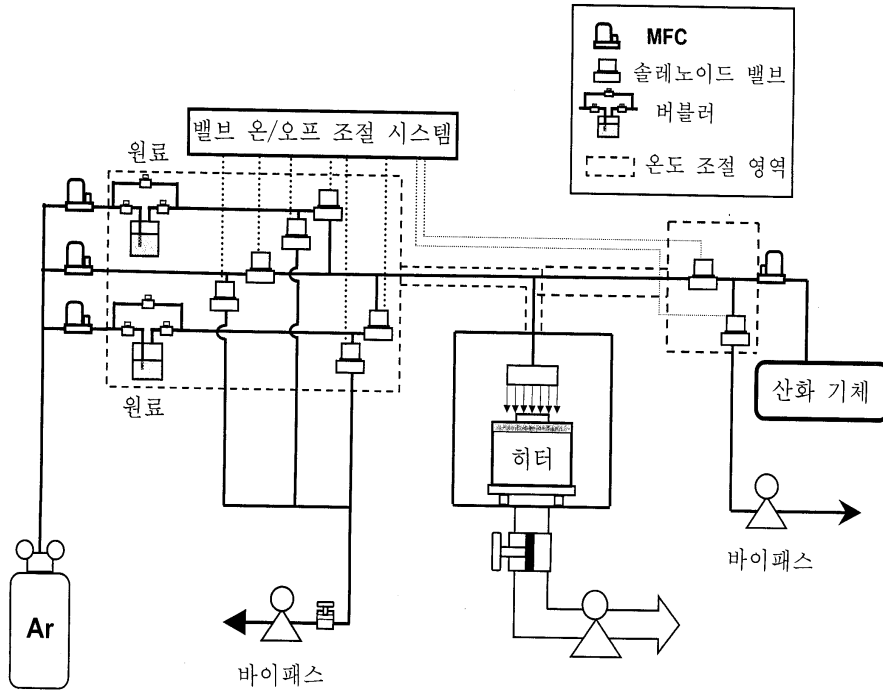 MFC
솔레노이드 밸브
버블러
온도 조절 영역
밸브 온/오프 조절 시스템
원료
원료
산화 기체
히터
바이패스
Ar
바이패스